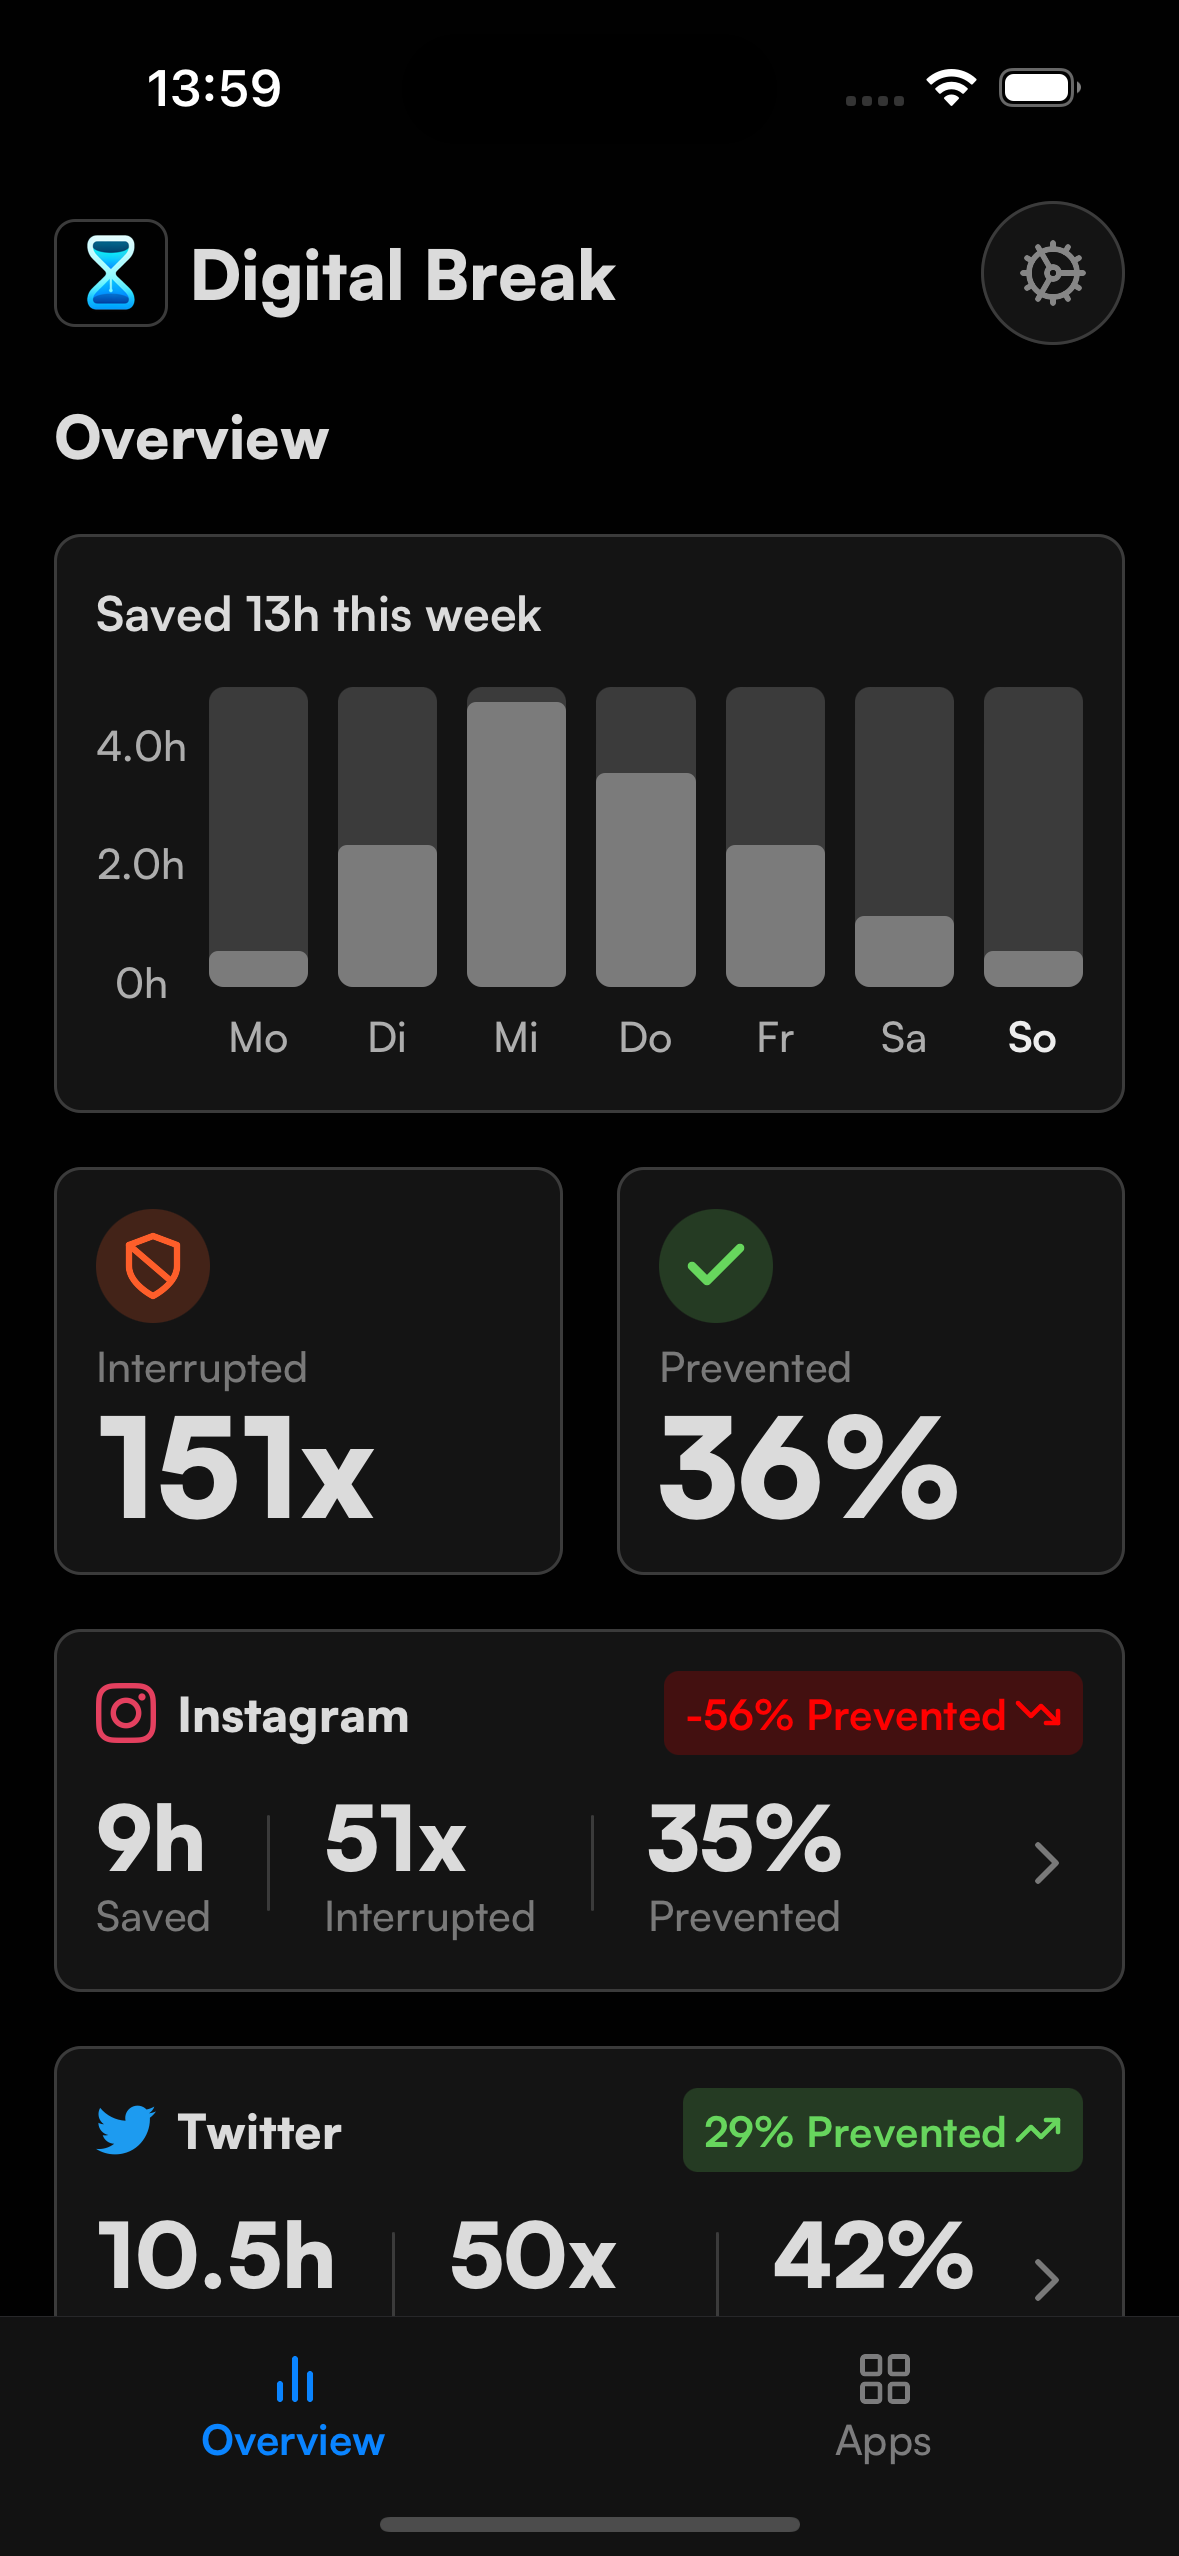 13:59
Digital Break
Overview
Saved 13h this week
4.0h
2.0h
0h
Mo Di Mi Do Fr Sa So
Interrupted
151x
Prevented
36%
Instagram
-56% Prevented
9h 51x 35%
Saved Interrupted Prevented
Twitter
29% Prevented
10.5h 50x 42%
Overview Apps